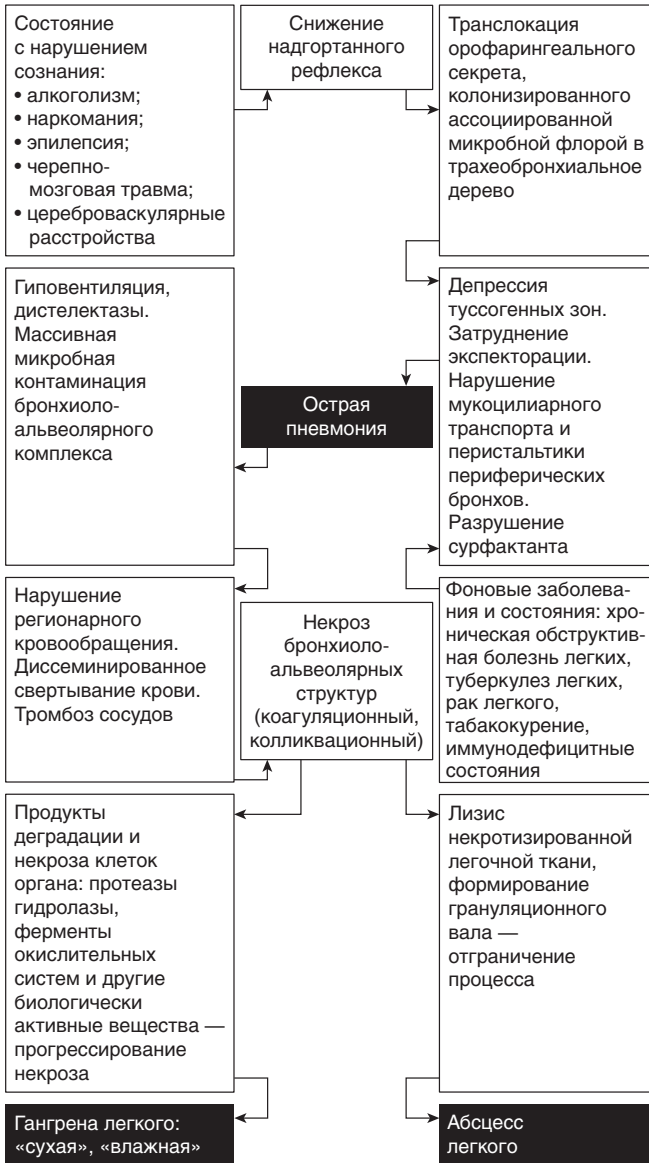 Состояние
с нарушением
сознания:
• алкоголизм;
• наркомания;
• эпилепсия;
• черепно-
мозговая травма;
• цереброваскулярные
расстройства
Снижение
надгортанного
рефлекса
Транслокация
орофарингеального
секрета,
колонизированного
ассоциированной
микробной флорой в
трахеобронхиальное
дерево
Гиповентиляция,
дистелектазы.
Массивная
микробная
контаминация
бронхиоло-
альвеолярного
комплекса
Острая
пневмония
Депрессия
туссогенных зон.
Затруднение
экспекторации.
Нарушение
мукоцилиарного
транспорта и
перистальтики
периферических
бронхов.
Разрушение
сурфактанта
Нарушение
регионарного
кровообращения.
Диссеминированное
свертывание крови.
Тромбоз сосудов
Некроз
бронхиоло-
альвеолярных
структур
(коагуляционный,
колликвационный)
Фоновые заболева-
ния и состояния: хро-
ническая обструктив-
ная болезнь легких,
туберкулез легких,
рак легкого,
табакокурение,
иммунодефицитные
состояния
Продукты
деградации и
некроза клеток
органа: протеазы
гидролазы,
ферменты
окислительных
систем и другие
биологически
активные вещества —
прогрессирование
некроза
Лизис
некротизированной
легочной ткани,
формирование
грануляционного
вала —
отграничение
процесса
Гангрена легкого:
«сухая», «влажная»
Абсцесс
легкого